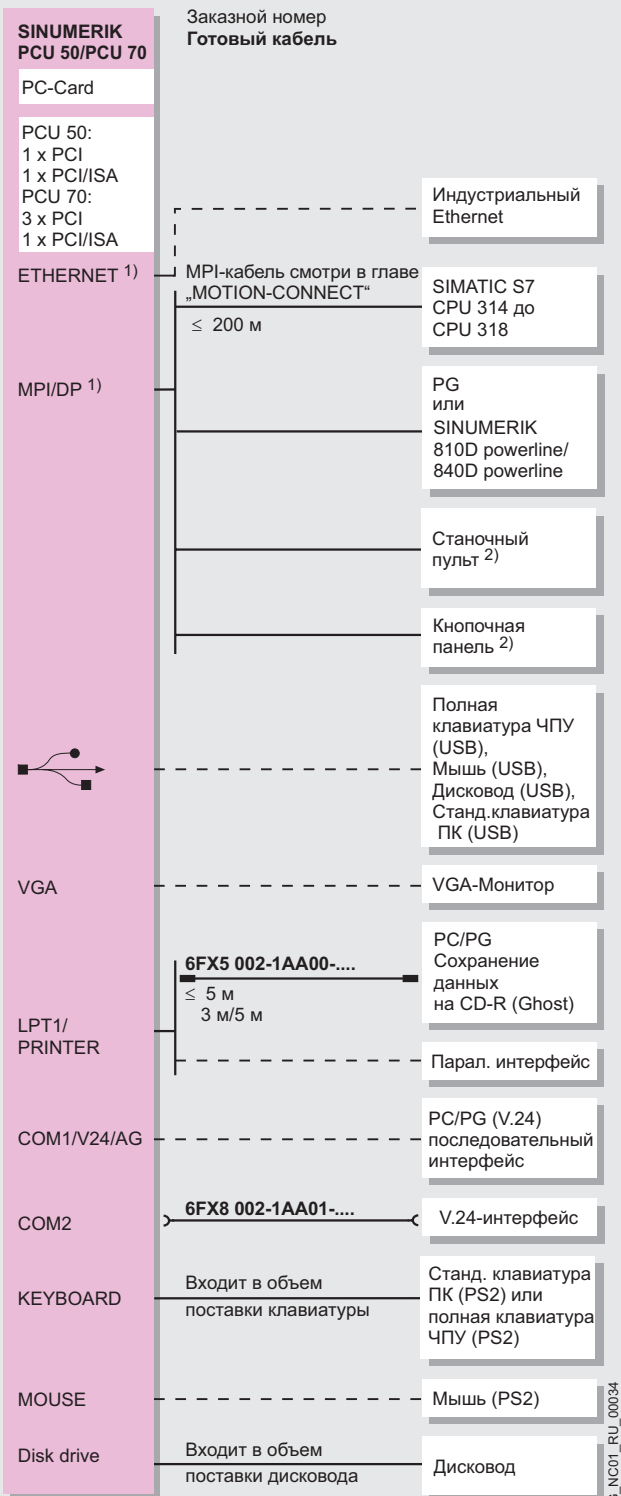 SINUMERIK
PCU 50/PCU 70
Заказной номер
Готовый кабель
PC-Card
PCU 50:
1 x PCI
1 x PCI/ISA
PCU 70:
3 x PCI
1 x PCI/ISA
Индустриальный
Ethernet
ETHERNET 1)
MPI-кабель смотри в главе
„MOTION-CONNECT“
≤ 200 м
SIMATIC S7
CPU 314 до
CPU 318
MPI/DP 1)
PG
или
SINUMERIK
810D powerline/
840D powerline
Станочный
пульт 2)
Кнопочная
панель 2)
Полная
клавиатура ЧПУ
(USB),
Мышь (USB),
Дисковод (USB),
Станд.клавиатура
ПК (USB)
VGA
VGA-Монитор
LPT1/
PRINTER
6FX5 002-1AA00-....
≤ 5 м
3 м/5 м
PC/PG
Сохранение
данных
на CD-R (Ghost)
Парал. интерфейс
COM1/V24/AG
PC/PG (V.24)
последовательный
интерфейс
COM2
6FX8 002-1AA01-....
V.24-интерфейс
KEYBOARD
Входит в объем
поставки клавиатуры
Станд. клавиатура
ПК (PS2) или
полная клавиатура
ЧПУ (PS2)
MOUSE
Мышь (PS2)
Disk drive
Входит в объем
поставки дисковода
Дисковод